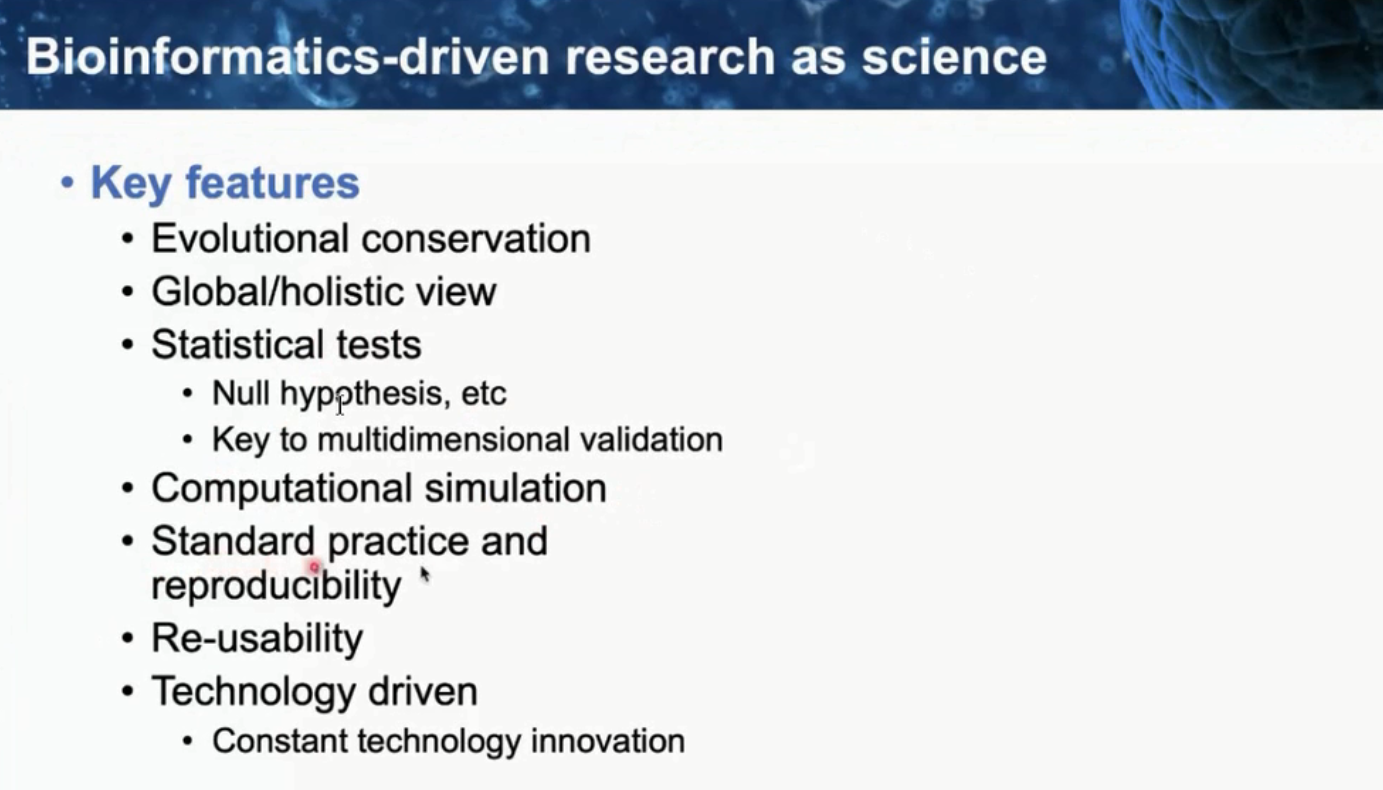 Bioinformatics-driven research as science
• Key features
• Evolutional conservation
• Global/holistic view
• Statistical tests
• Null hypothesis, etc
• Key to multidimensional validation
• Computational simulation
• Standard practice and
reproducibility
• Re-usability
• Technology driven
• Constant technology innovation